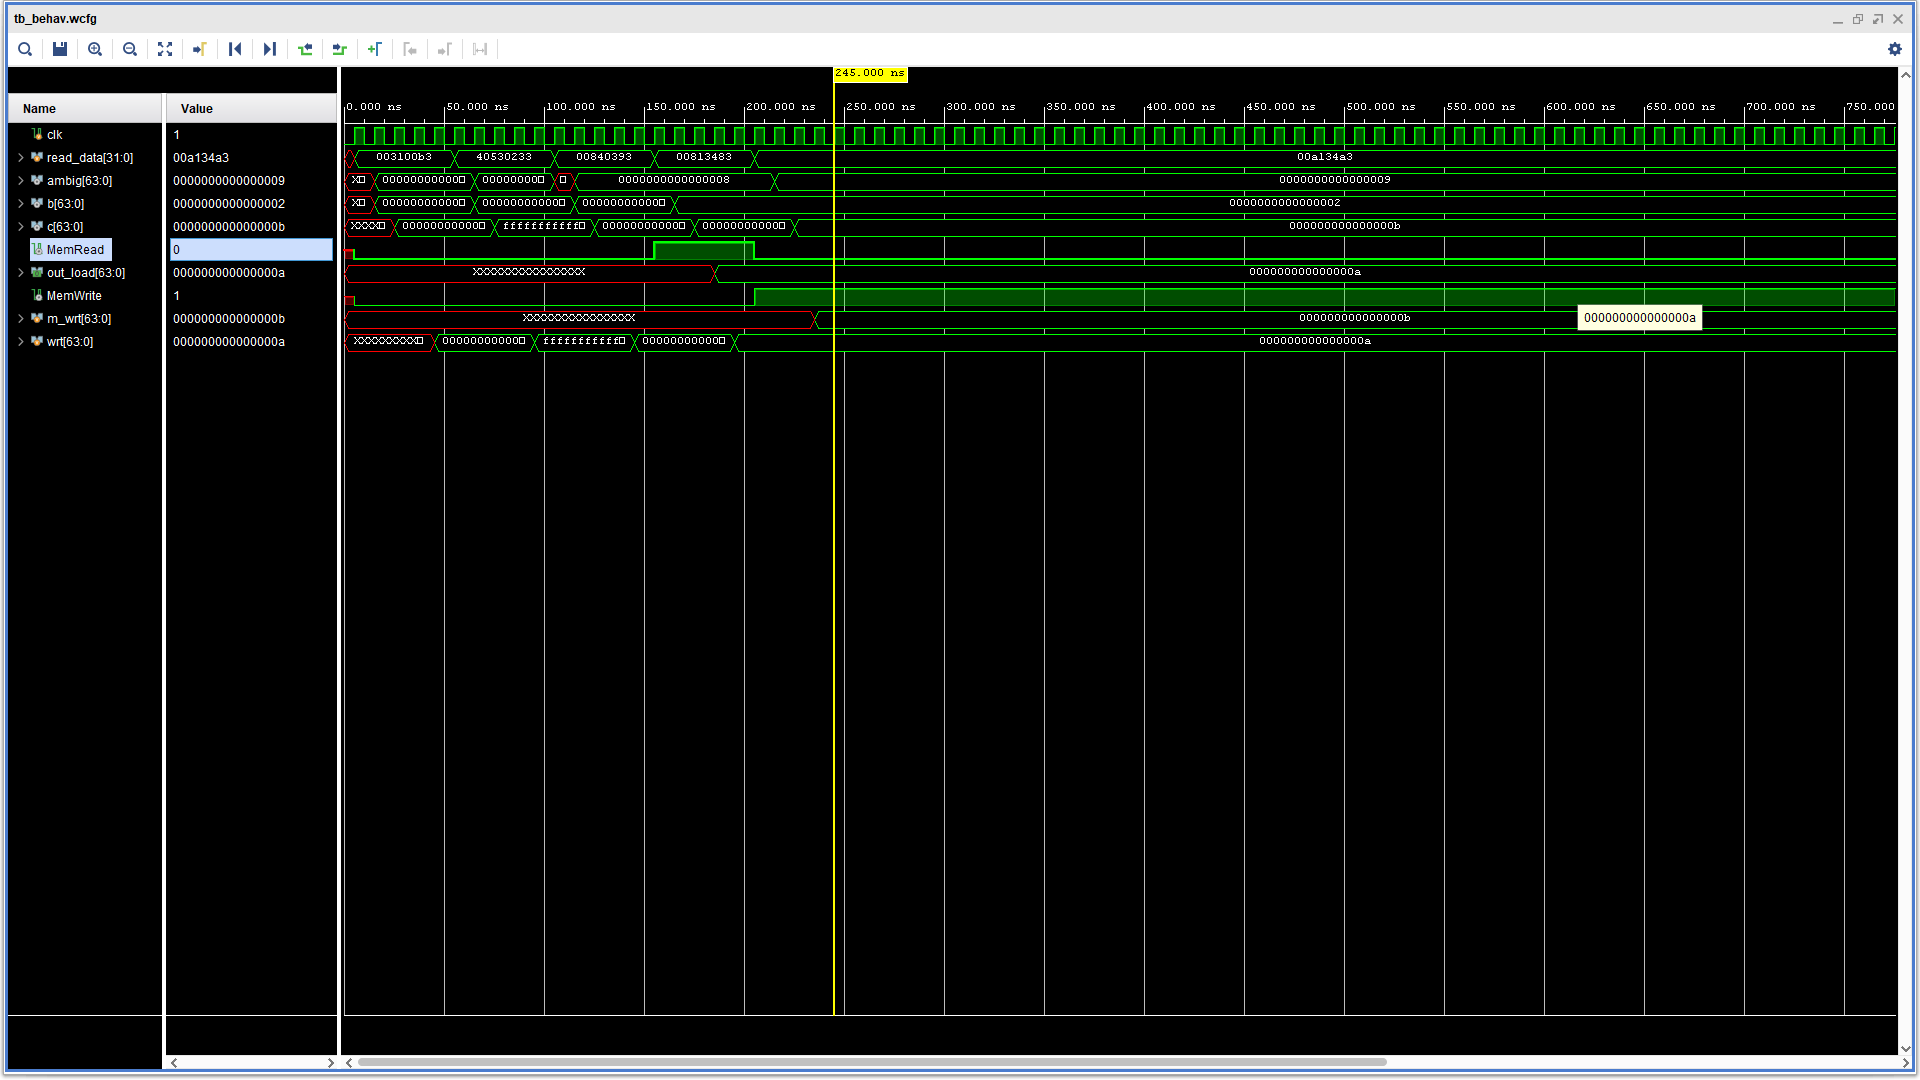 tb_behav.wcfg
245.000 ns
Name Value
0.000 ns 50.000 ns 100.000 ns 150.000 ns 200.000 ns 250.000 ns 300.000 ns 350.000 ns 400.000 ns 450.000 ns 500.000 ns 550.000 ns 600.000 ns 650.000 ns 700.000 ns 750.000
clk 1
read_data[31:0] 00a134a3 003100b3 40530233 00840393 00813483 00a134a3
ambig[63:0] 0000000000000009 X 000000000000 00000000 0000000000000008 0000000000000009
b[63:0] 0000000000000002 X 000000000000 000000000000 000000000000 0000000000000002
c[63:0] 000000000000000b XXXX 000000000000 fffffffffff 000000000000 000000000000 000000000000000b
MemRead 0
out_load[63:0] 000000000000000a XXXXXXXXXXXXXXXX 000000000000000a
MemWrite 1
m_wrt[63:0] 000000000000000b XXXXXXXXXXXXXXXX 000000000000000b 000000000000000a
wrt[63:0] 000000000000000a XXXXXXXXX 000000000000 fffffffffff 000000000000 000000000000000a